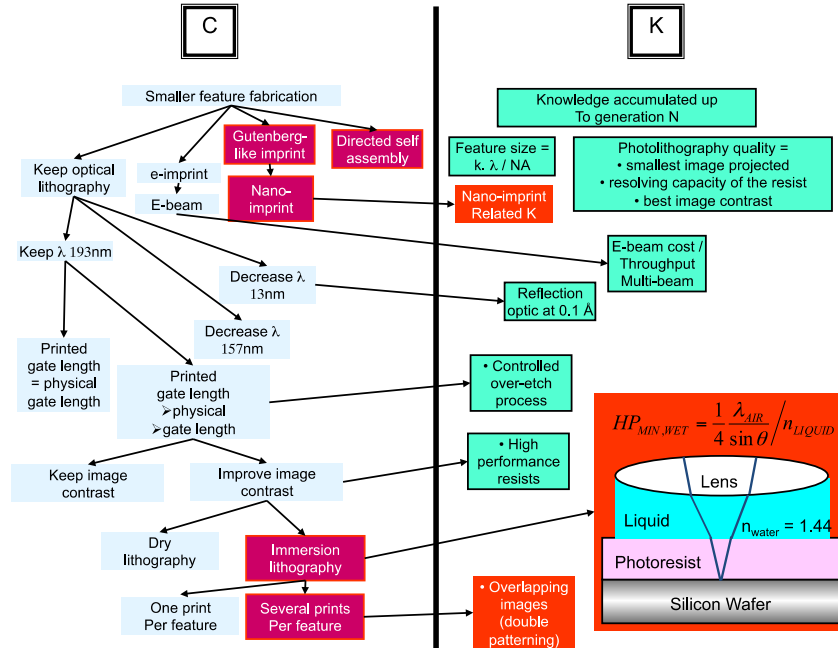 C
K
Smaller feature fabrication
Keep optical
lithography
e-imprint
E-beam
Gutenberg-
like imprint
Directed self
assembly
Nano-
imprint
Keep λ 193nm
Decrease λ
13nm
Decrease λ
157nm
Printed
gate length
= physical
gate length
Printed
gate length
➢physical
➢gate length
Keep image
contrast
Improve image
contrast
Dry
lithography
Immersion
lithography
One print
Per feature
Several prints
Per feature
Knowledge accumulated up
To generation N
Feature size =
k. λ / NA
Photolithography quality =
• smallest image projected
• resolving capacity of the resist
• best image contrast
Nano-imprint
Related K
E-beam cost /
Throughput
Multi-beam
Reflection
optic at 0.1 Å
• Controlled
over-etch
process
• High
performance
resists
• Overlapping
images
(double
patterning)
HP_MIN,WET = 1/4 λ_AIR/sin θ / n_LIQUID
Lens
Liquid
n_water = 1.44
Photoresist
Silicon Wafer